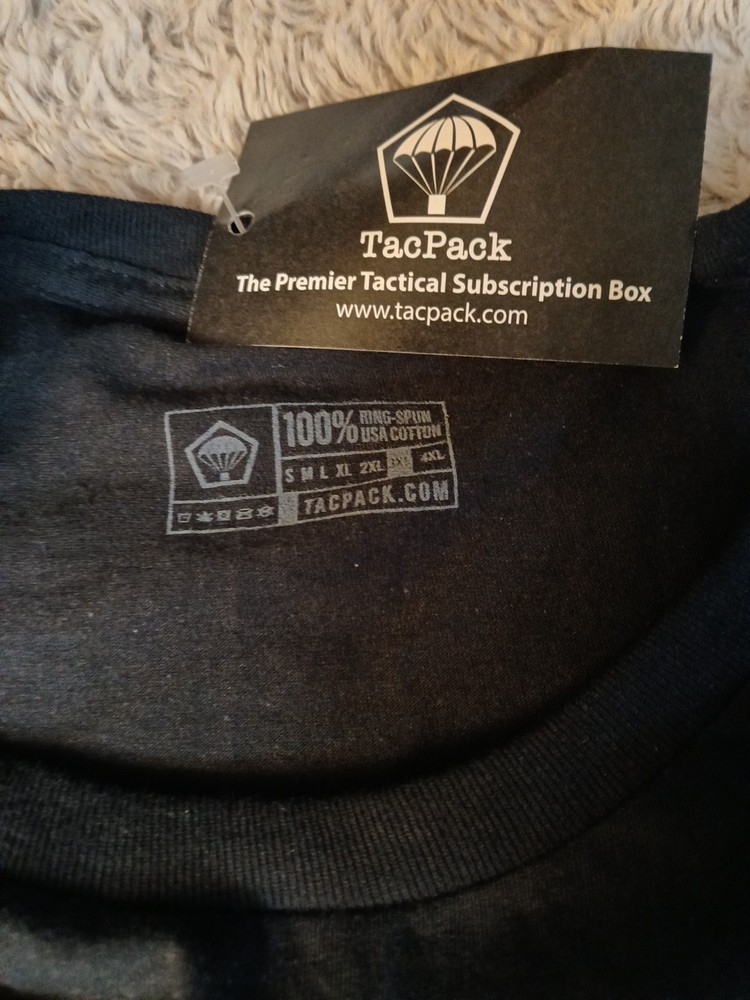 TacPack
The Premier Tactical Subscription Box
www.tacpack.com
100% RING-SPUN
USA COTTON
S M L XL 2XL 3XL 4XL
TACPACK.COM